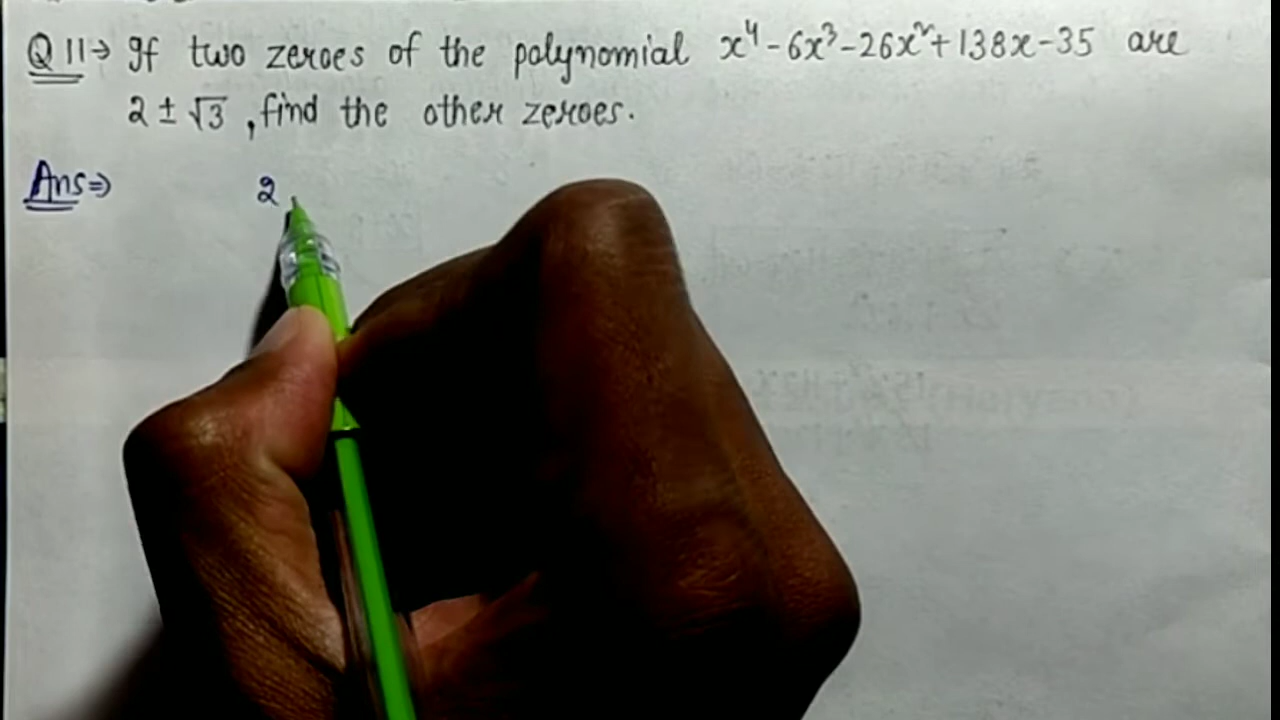 Q 11→ If two zeroes of the polynomial x⁴-6x³-26x²+138x-35 are
2 ± √3 , find the other zeroes.
Ans⇒ 2